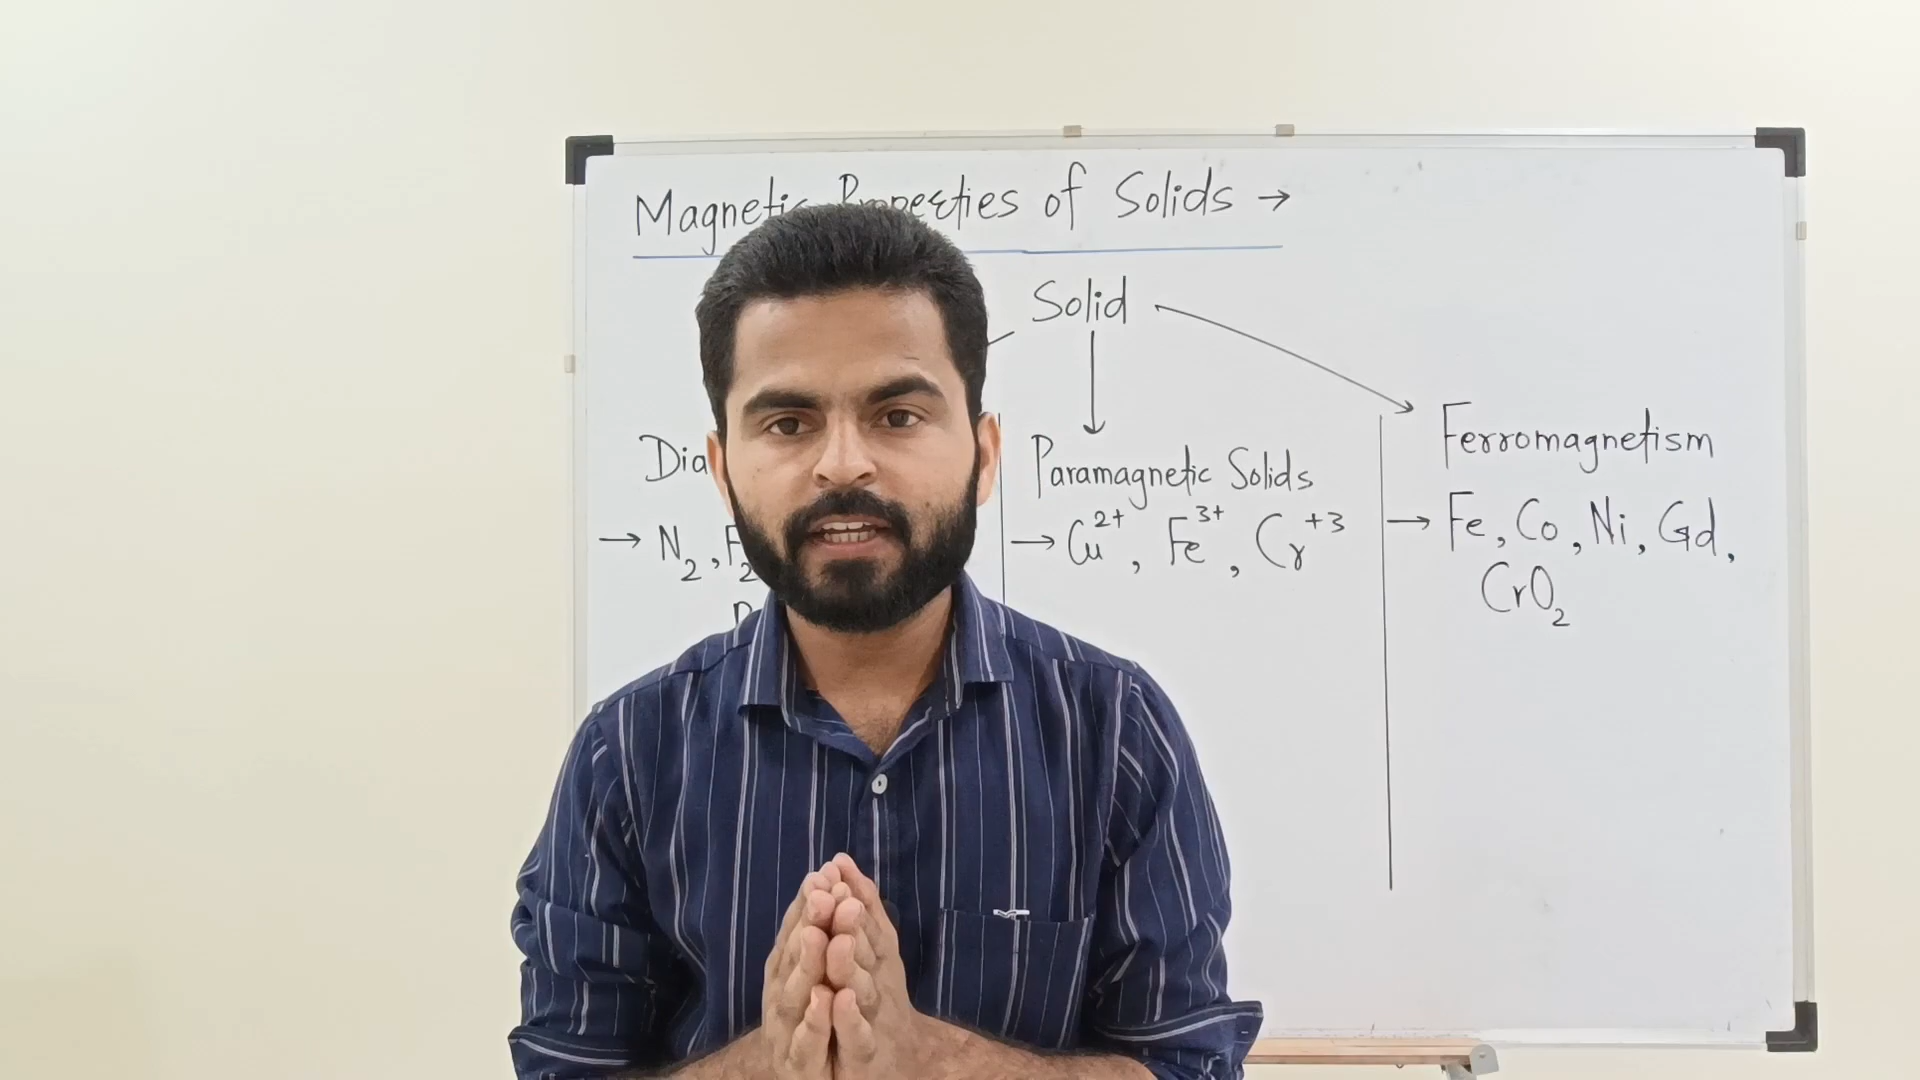 Magnetic Properties of Solids →
Solid
Dia
Paramagnetic Solids
Ferromagnetism
→ N₂, F₂
→ Cu²⁺, Fe³⁺, Cr⁺³
→ Fe, Co, Ni, Gd,
CrO₂